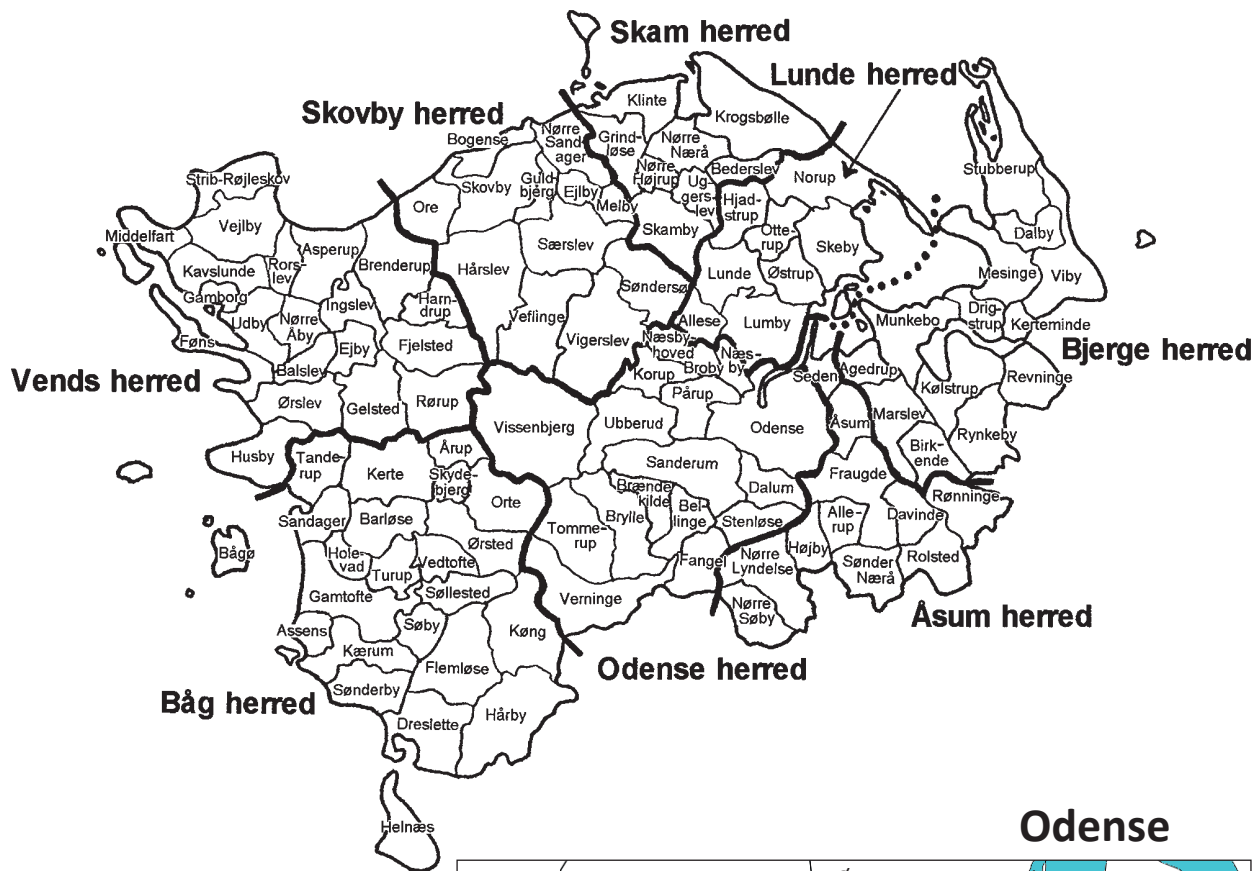 Skam herred
Lunde herred
Skovby herred
Klinte
Krogsbølle
Bogense
Nørre
Sand-
ager
Grind-
løse
Nørre
Nærå
Stubberup
Strib-Røjleskov
Skovby
Guld
bjerg
Ejlby
Melby
Nørre
Højrup
Ug-
gers-
lev
Bederslev
Norup
Ore
Hjad-
strup
Skamby
Vejlby
Middelfart
Asperup
Særslev
Otte-
rup
Skeby
Dalby
Kavslunde
Rors-
lev
Brenderup
Hårslev
Lunde
Østrup
Mesinge
Viby
Gamborg
Ingslev
Harn-
drup
Søndersø
Udby
Nørre
Åby
Veflinge
Allese
Lumby
Munkebo
Drig-
strup
Kerteminde
Føns
Ejby
Fjelsted
Vigerslev
Næsby-
hoved
Broby
Næs-
by
Bjerge herred
Vends herred
Balslev
Korup
Seden
Agedrup
Kølstrup
Revninge
Ørslev
Gelsted
Rørup
Pårup
Marslev
Vissenbjerg
Ubberud
Odense
Åsum
Rynkeby
Husby
Tande-
rup
Årup
Kerte
Skyde-
bjerg
Sanderum
Birk-
ende
Fraugde
Orte
Brænde
kilde
Dalum
Rønninge
Sandager
Barløse
Tomme-
rup
Brylle
Bel-
linge
Stenløse
Alle-
rup
Davinde
Bågø
Hole-
vad
Turup
Vedtofte
Ørsted
Fangel
Nørre
Lyndelse
Højby
Sønder
Nærå
Rolsted
Gamtofte
Søllested
Verninge
Nørre
Søby
Åsum herred
Assens
Søby
Køng
Kærum
Flemløse
Odense herred
Sønderby
Båg herred
Dreslette
Hårby
Helnæs
Odense